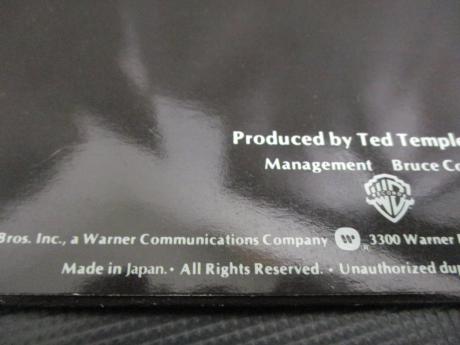 Produced by Ted Temple
Management Bruce Co
RECORDS
Bros. Inc., a Warner Communications Company ® 3300 Warner
Made in Japan. • All Rights Reserved. • Unauthorized dup